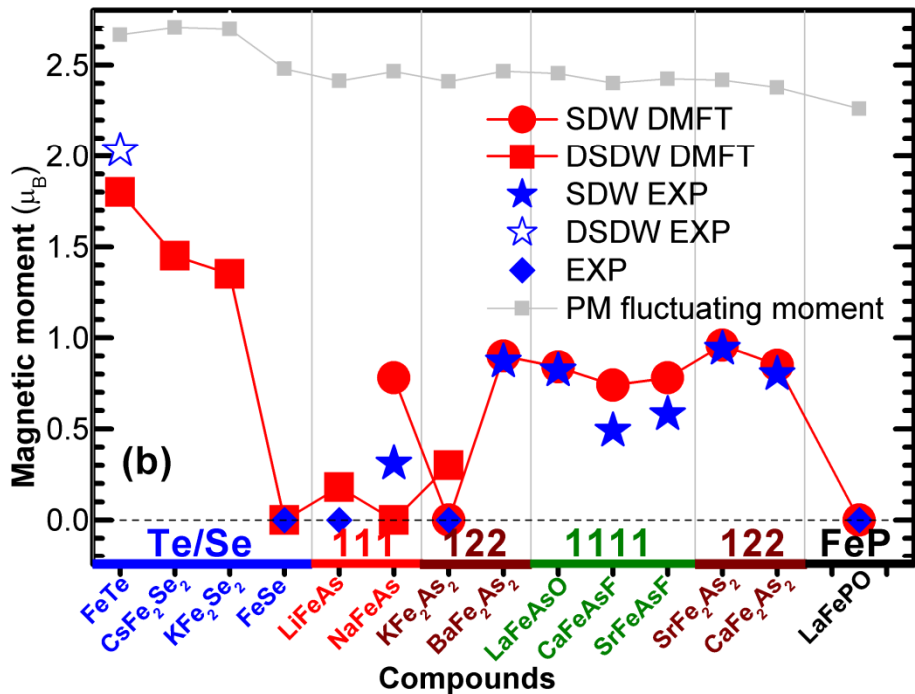 2.5
2.0
1.5
1.0
0.5
0.0
Magnetic moment (μ_B)
SDW DMFT
DSDW DMFT
SDW EXP
DSDW EXP
EXP
PM fluctuating moment
(b)
Te/Se 111 122 1111 122 FeP
FeTe
CsFe₂Se₂
KFe₂Se₂
FeSe
LiFeAs
NaFeAs
KFe₂As₂
BaFe₂As₂
LaFeAsO
CaFeAsF
SrFeAsF
SrFe₂As₂
CaFe₂As₂
LaFePO
Compounds